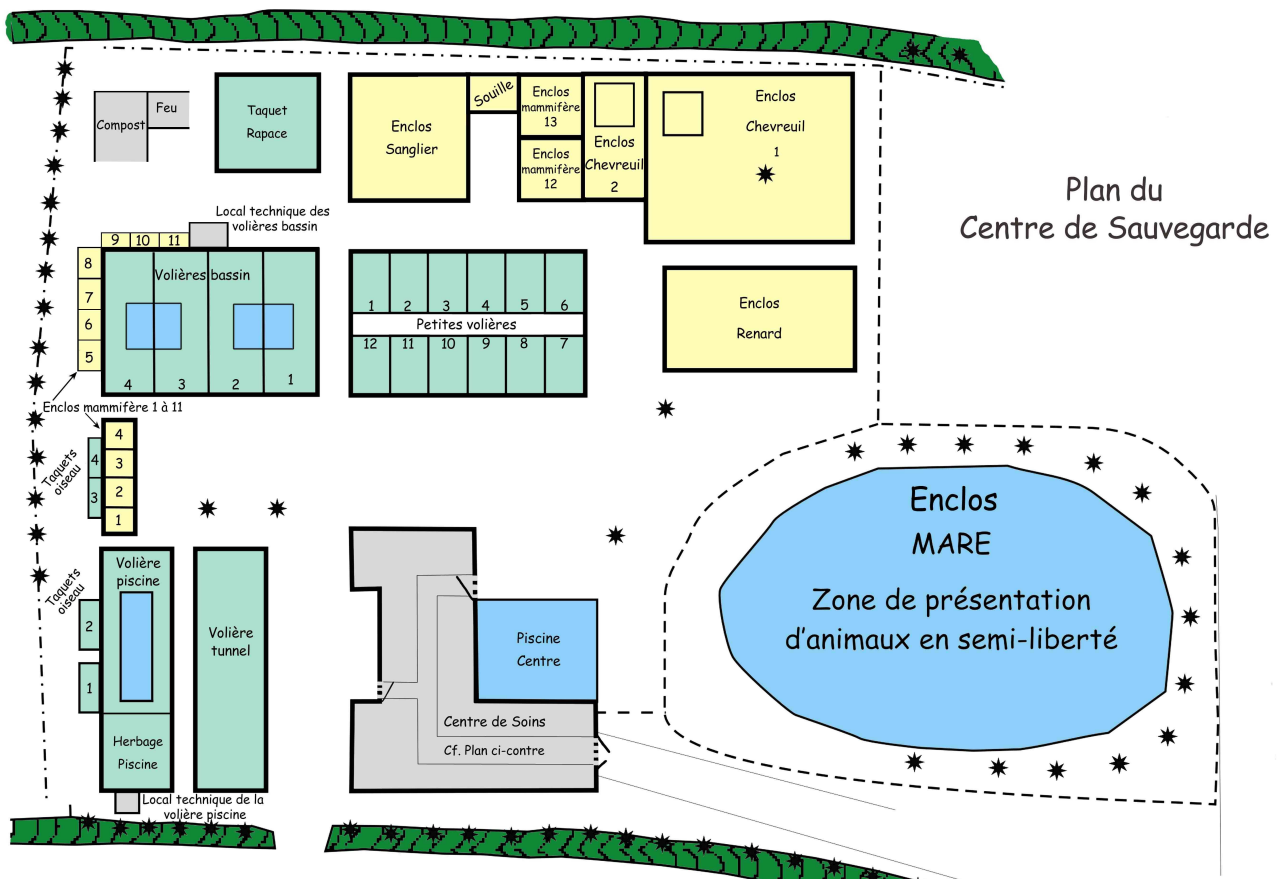 Plan du
Centre de Sauvegarde
Compost
Feu
Taquet
Rapace
Enclos
Sanglier
Souille
Enclos
mammifère
13
Enclos
mammifère
12
Enclos
Chevreuil
2
Enclos
Chevreuil
1
Local technique des
volières bassin
9 10 11
8
7
6
5
Volières bassin
4 3 2 1
1 2 3 4 5 6
Petites volières
12 11 10 9 8 7
Enclos
Renard
Enclos mammifère 1 à 11
4
3
2
1
Taquets
oiseau
4
3
Taquets
oiseau
2
1
Volière
piscine
Herbage
Piscine
Local technique de la
volière piscine
Volière
tunnel
Piscine
Centre
Centre de Soins
Cf. Plan ci-contre
Enclos
MARE
Zone de présentation
d'animaux en semi-liberté